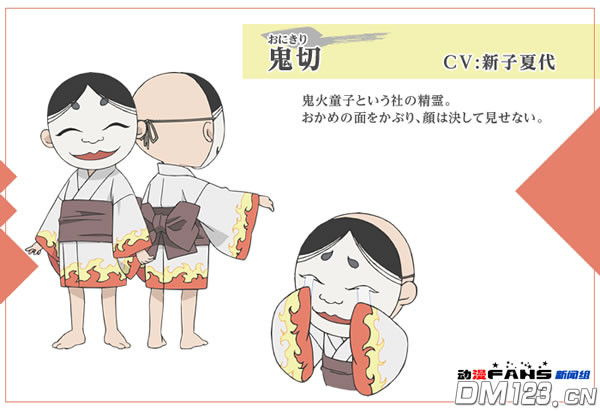 おにきり
鬼切
CV:新子夏代
鬼火童子という社の精霊。
おかめの面をかぶり、顔は決して見せない。
动漫FANS新闻组
DM123.CN